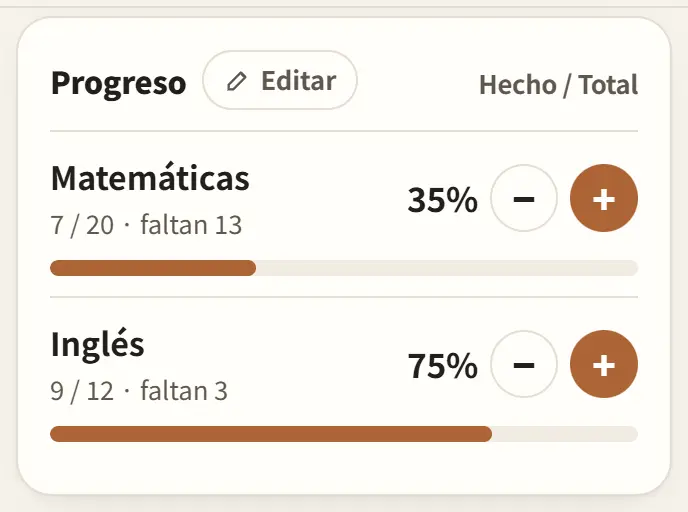 Progreso Editar Hecho / Total
Matemáticas
7 / 20 · faltan 13
35% − +
Inglés
9 / 12 · faltan 3
75% − +